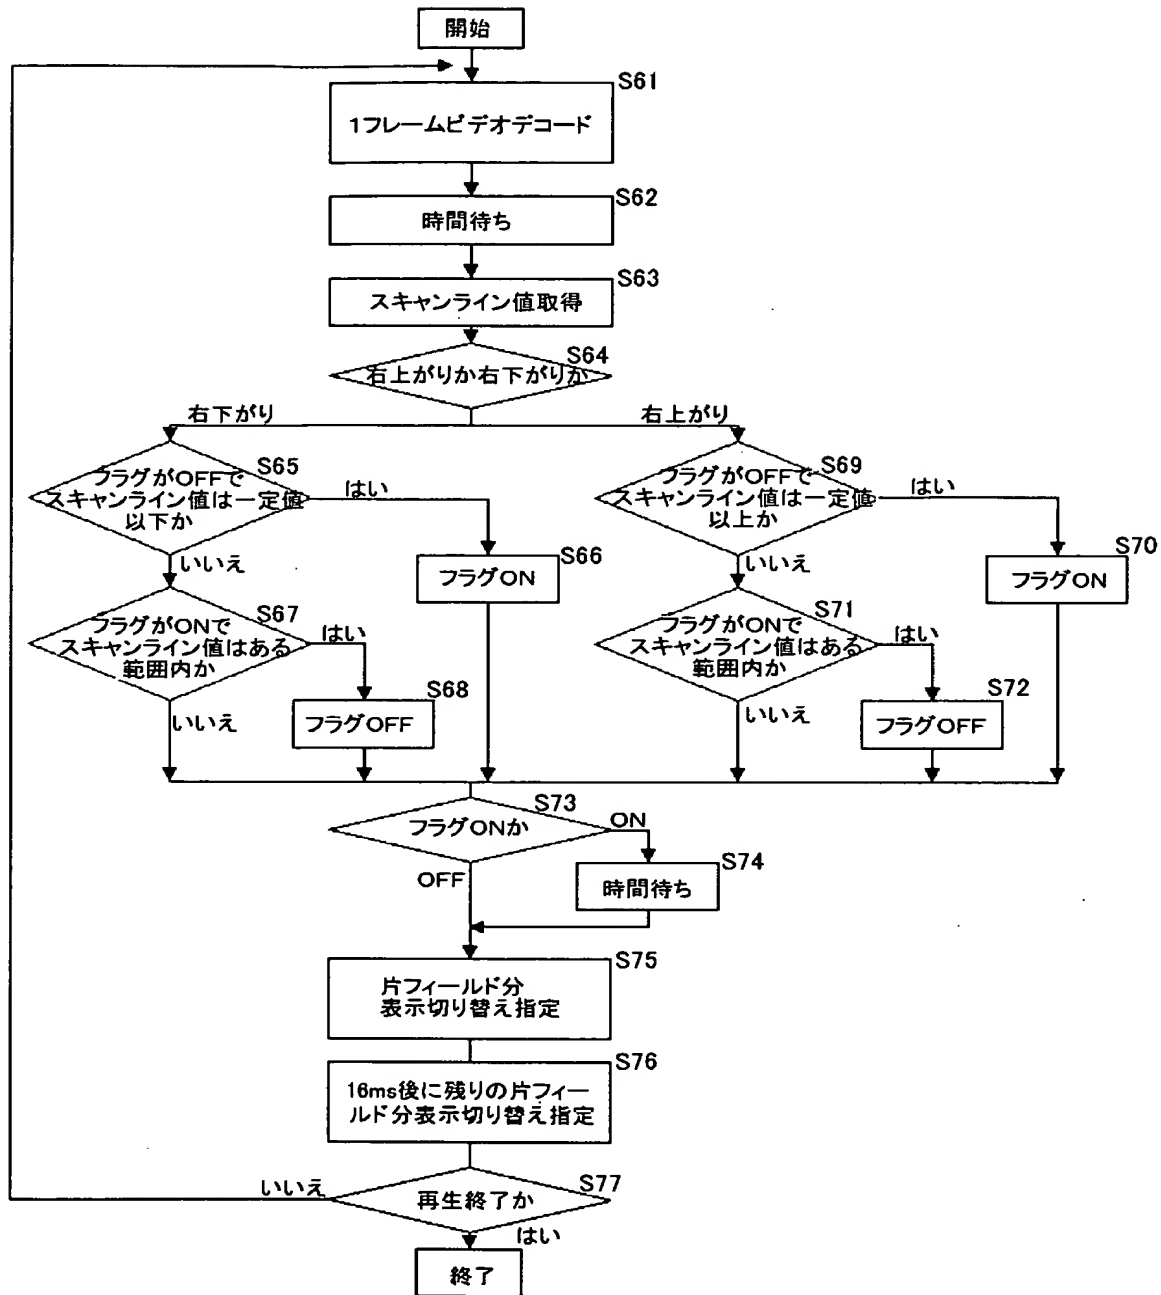 開始
S61
1フレームビデオデコード
S62
時間待ち
S63
スキャンライン値取得
S64
右上がりか右下がりか
右下がり
右上がり
S65
フラグがOFFで
スキャンライン値は一定値
以下か
はい
いいえ
S66
フラグON
S67
フラグがONで
スキャンライン値はある
範囲内か
はい
いいえ
S68
フラグOFF
S69
フラグがOFFで
スキャンライン値は一定値
以上か
はい
いいえ
S70
フラグON
S71
フラグがONで
スキャンライン値はある
範囲内か
はい
いいえ
S72
フラグOFF
S73
フラグONか
ON
OFF
S74
時間待ち
S75
片フィールド分
表示切り替え指定
S76
16ms後に残りの片フィー
ルド分表示切り替え指定
S77
再生終了か
いいえ
はい
終了